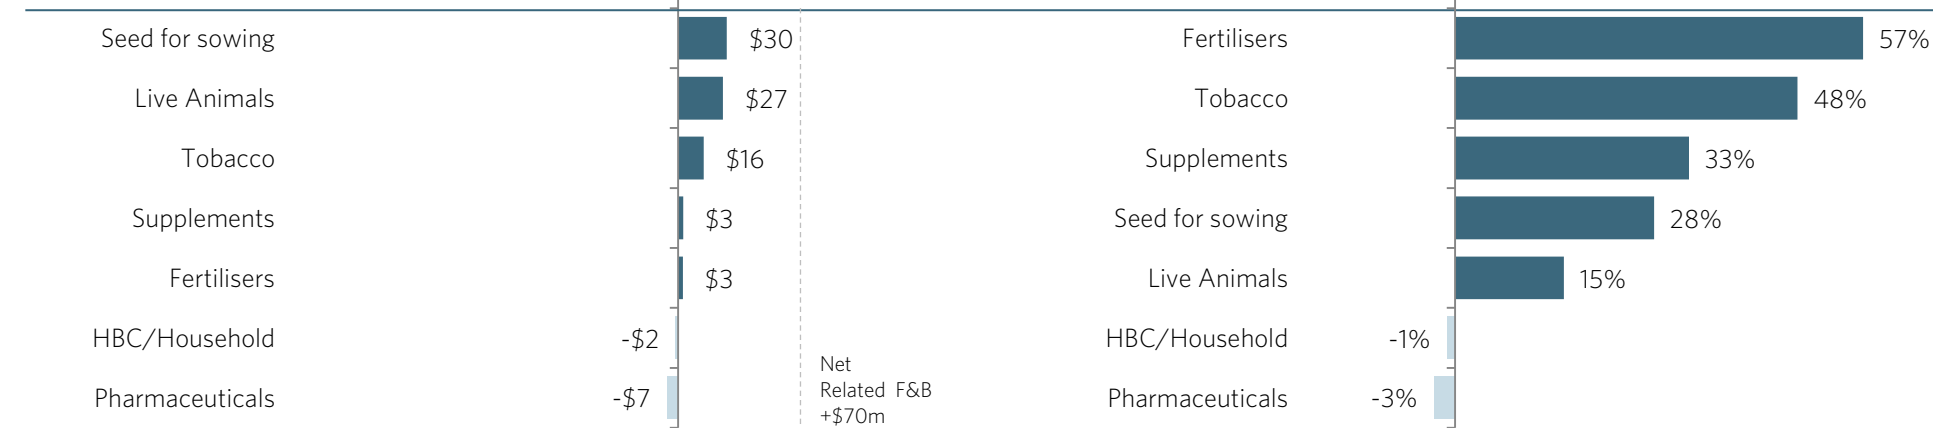 Seed for sowing $30
Live Animals $27
Tobacco $16
Supplements $3
Fertilisers $3
HBC/Household -$2
Pharmaceuticals -$7
Net
Related F&B
+$70m
Fertilisers 57%
Tobacco 48%
Supplements 33%
Seed for sowing 28%
Live Animals 15%
HBC/Household -1%
Pharmaceuticals -3%